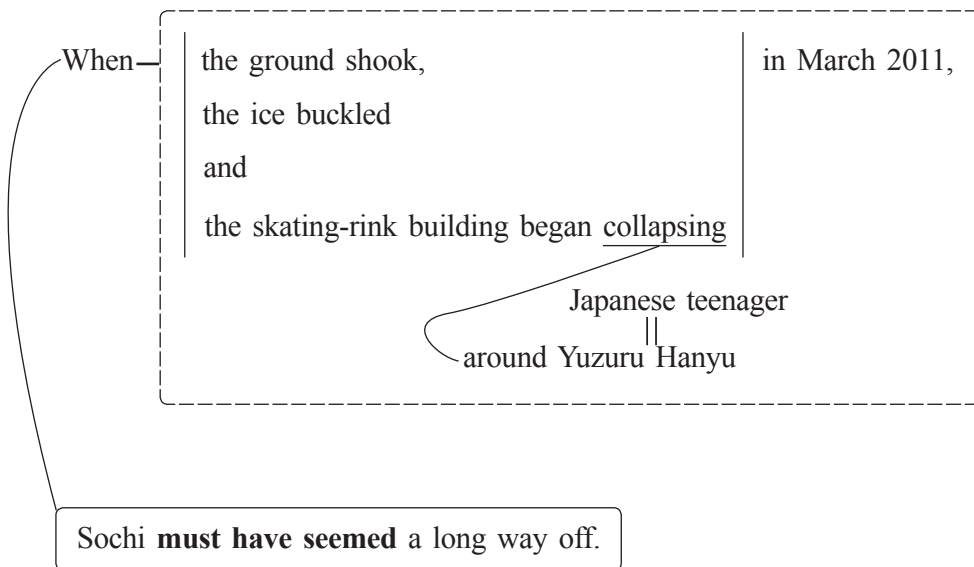 When the ground shook, in March 2011,
the ice buckled
and
the skating-rink building began collapsing
Japanese teenager
around Yuzuru Hanyu
Sochi must have seemed a long way off.